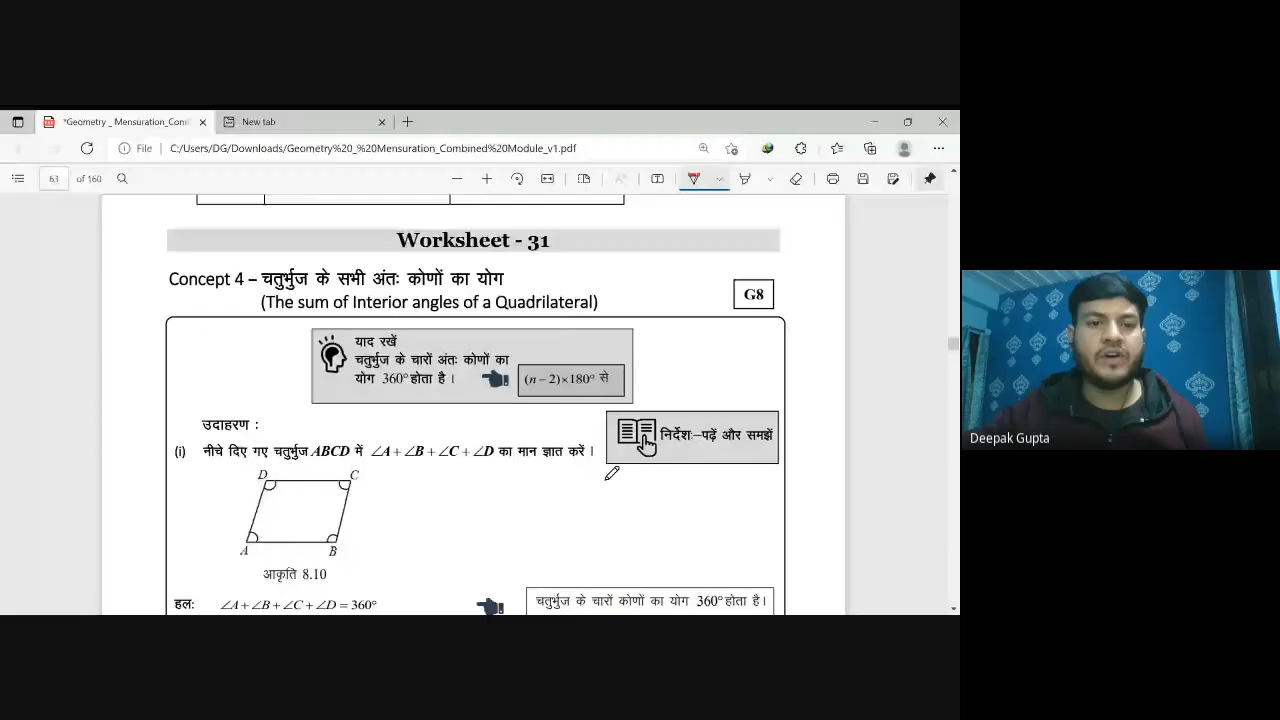 *Geometry _ Mensuration_Comb
New tab
File
C:/Users/DG/Downloads/Geometry%20_%20Mensuration_Combined%20Module_v1.pdf
63 of 160
Worksheet - 31
Concept 4 – चतुर्भुज के सभी अंतः कोणों का योग
(The sum of Interior angles of a Quadrilateral)
G8
याद रखें
चतुर्भुज के चारों अंतः कोणों का
योग 360° होता है ।
(n − 2)×180° से
उदाहरण :
निर्देशः–पढ़ें और समझें
(i) नीचे दिए गए चतुर्भुज ABCD में ∠A + ∠B + ∠C + ∠D का मान ज्ञात करें ।
D C
A B
आकृति 8.10
हलः ∠A + ∠B + ∠C + ∠D = 360°
चतुर्भुज के चारों कोणों का योग 360° होता है।
Deepak Gupta